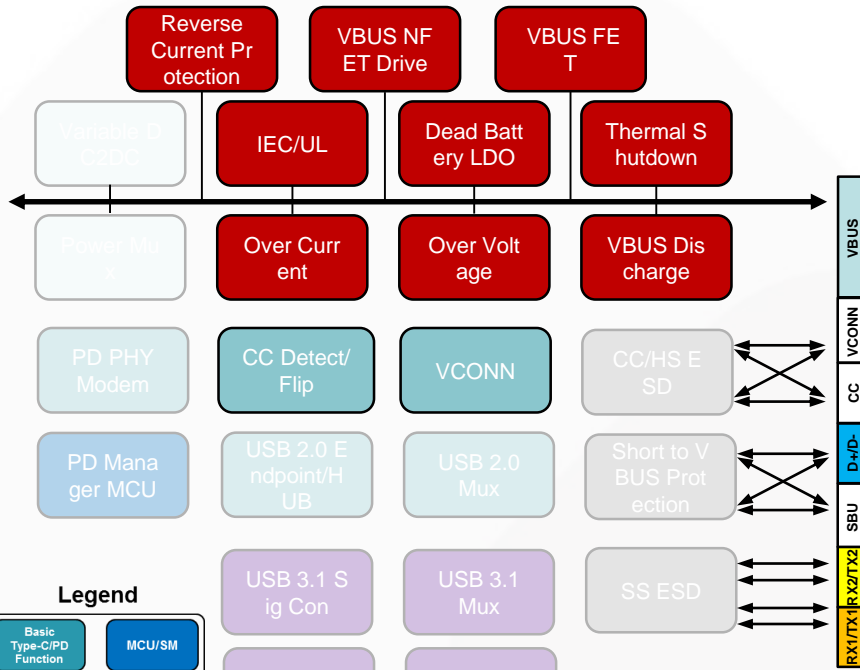 Reverse
Current Pr
otection
VBUS NF
ET Drive
VBUS FE
T
Variable D
C2DC
IEC/UL
Dead Batt
ery LDO
Thermal S
hutdown
Power Mu
x
Over Curr
ent
Over Volt
age
VBUS Dis
charge
PD PHY
Modem
CC Detect/
Flip
VCONN
CC/HS E
SD
PD Mana
ger MCU
USB 2.0 E
ndpoint/H
UB
USB 2.0
Mux
Short to V
BUS Prot
ection
USB 3.1 S
ig Con
USB 3.1
Mux
SS ESD
VBUS
VCONN
CC
D+/D-
SBU
RX2/TX2
RX1/TX1
Legend
Basic
Type-C/PD
Function
MCU/SM